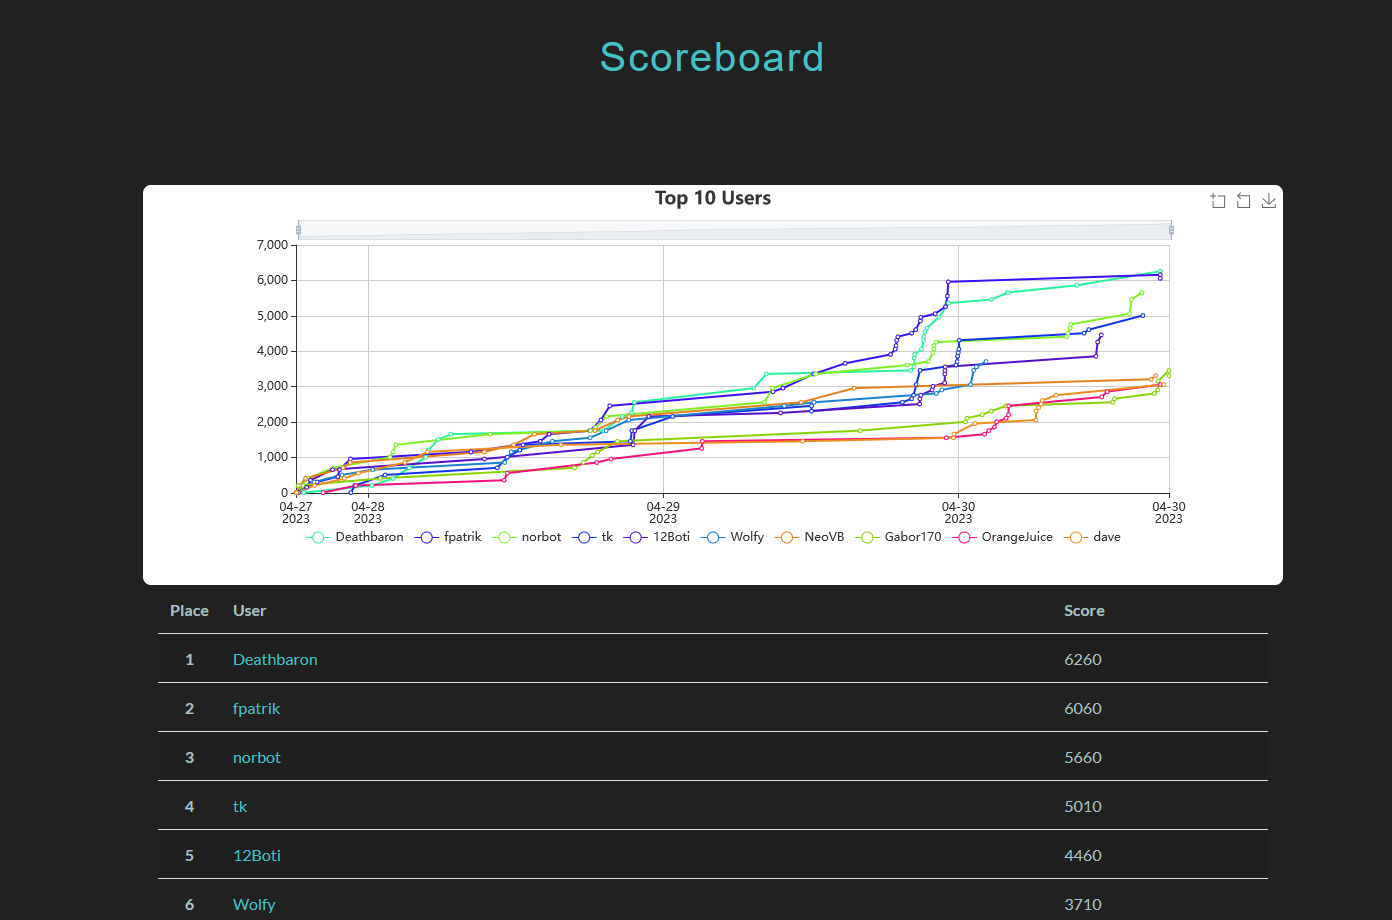 Scoreboard
Top 10 Users
7,000
6,000
5,000
4,000
3,000
2,000
1,000
0
04-27 04-28 04-29 04-30 04-30
2023 2023 2023 2023 2023
Deathbaron fpatrik norbot tk 12Boti Wolfy NeoVB Gabor170 OrangeJuice dave
Place User Score
1 Deathbaron 6260
2 fpatrik 6060
3 norbot 5660
4 tk 5010
5 12Boti 4460
6 Wolfy 3710